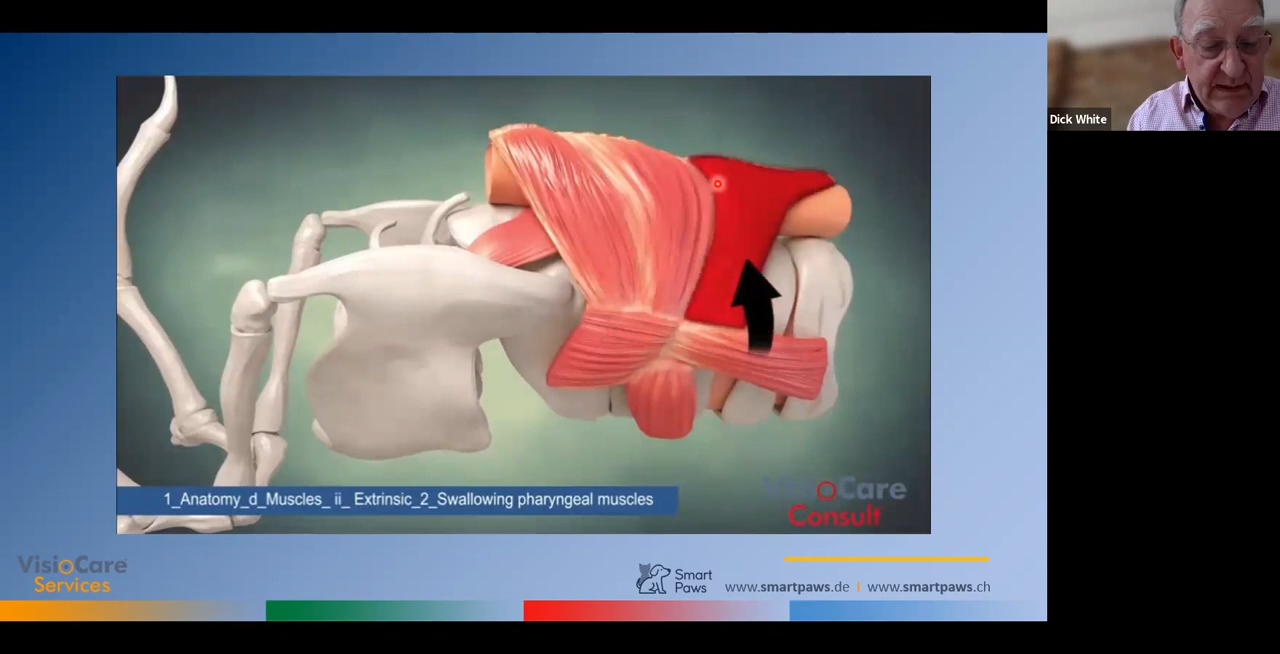 Dick White
1_Anatomy_d_Muscles_ ii_ Extrinsic_2_Swallowing pharyngeal muscles
VisioCare
Consult
VisioCare
Services
Smart
Paws
www.smartpaws.de | www.smartpaws.ch